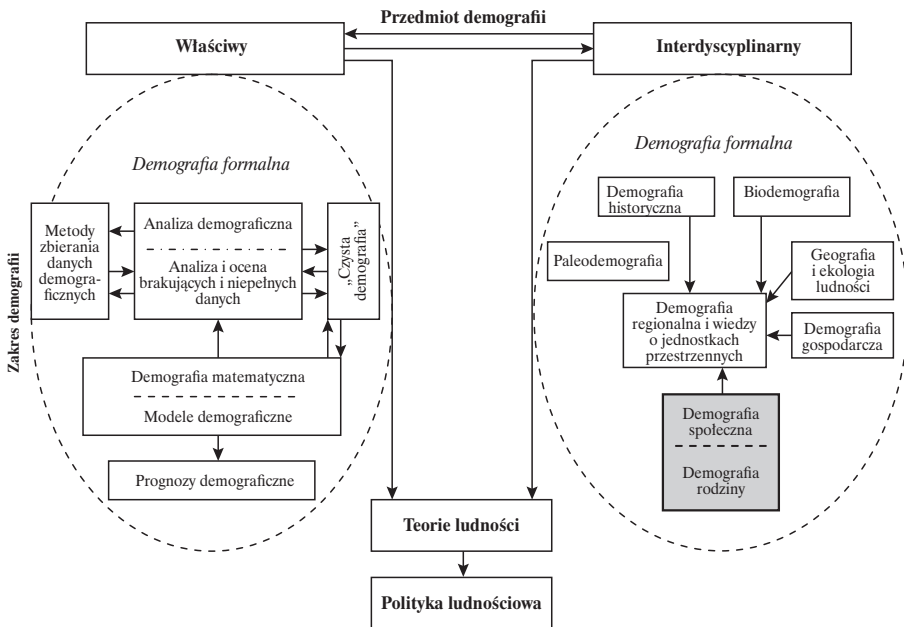 Przedmiot demografii
Właściwy
Interdyscyplinarny
Zakres demografii
Demografia formalna
Metody
zbierania
danych
demogra-
ficznych
Analiza demograficzna
Analiza i ocena
brakujących i niepełnych
danych
„Czysta
demografia”
Demografia matematyczna
Modele demograficzne
Prognozy demograficzne
Demografia formalna
Demografia
historyczna
Biodemografia
Paleodemografia
Geografia
i ekologia
ludności
Demografia
regionalna i wiedzy
o jednostkach
przestrzennych
Demografia
gospodarcza
Demografia
społeczna
Demografia
rodziny
Teorie ludności
Polityka ludnościowa